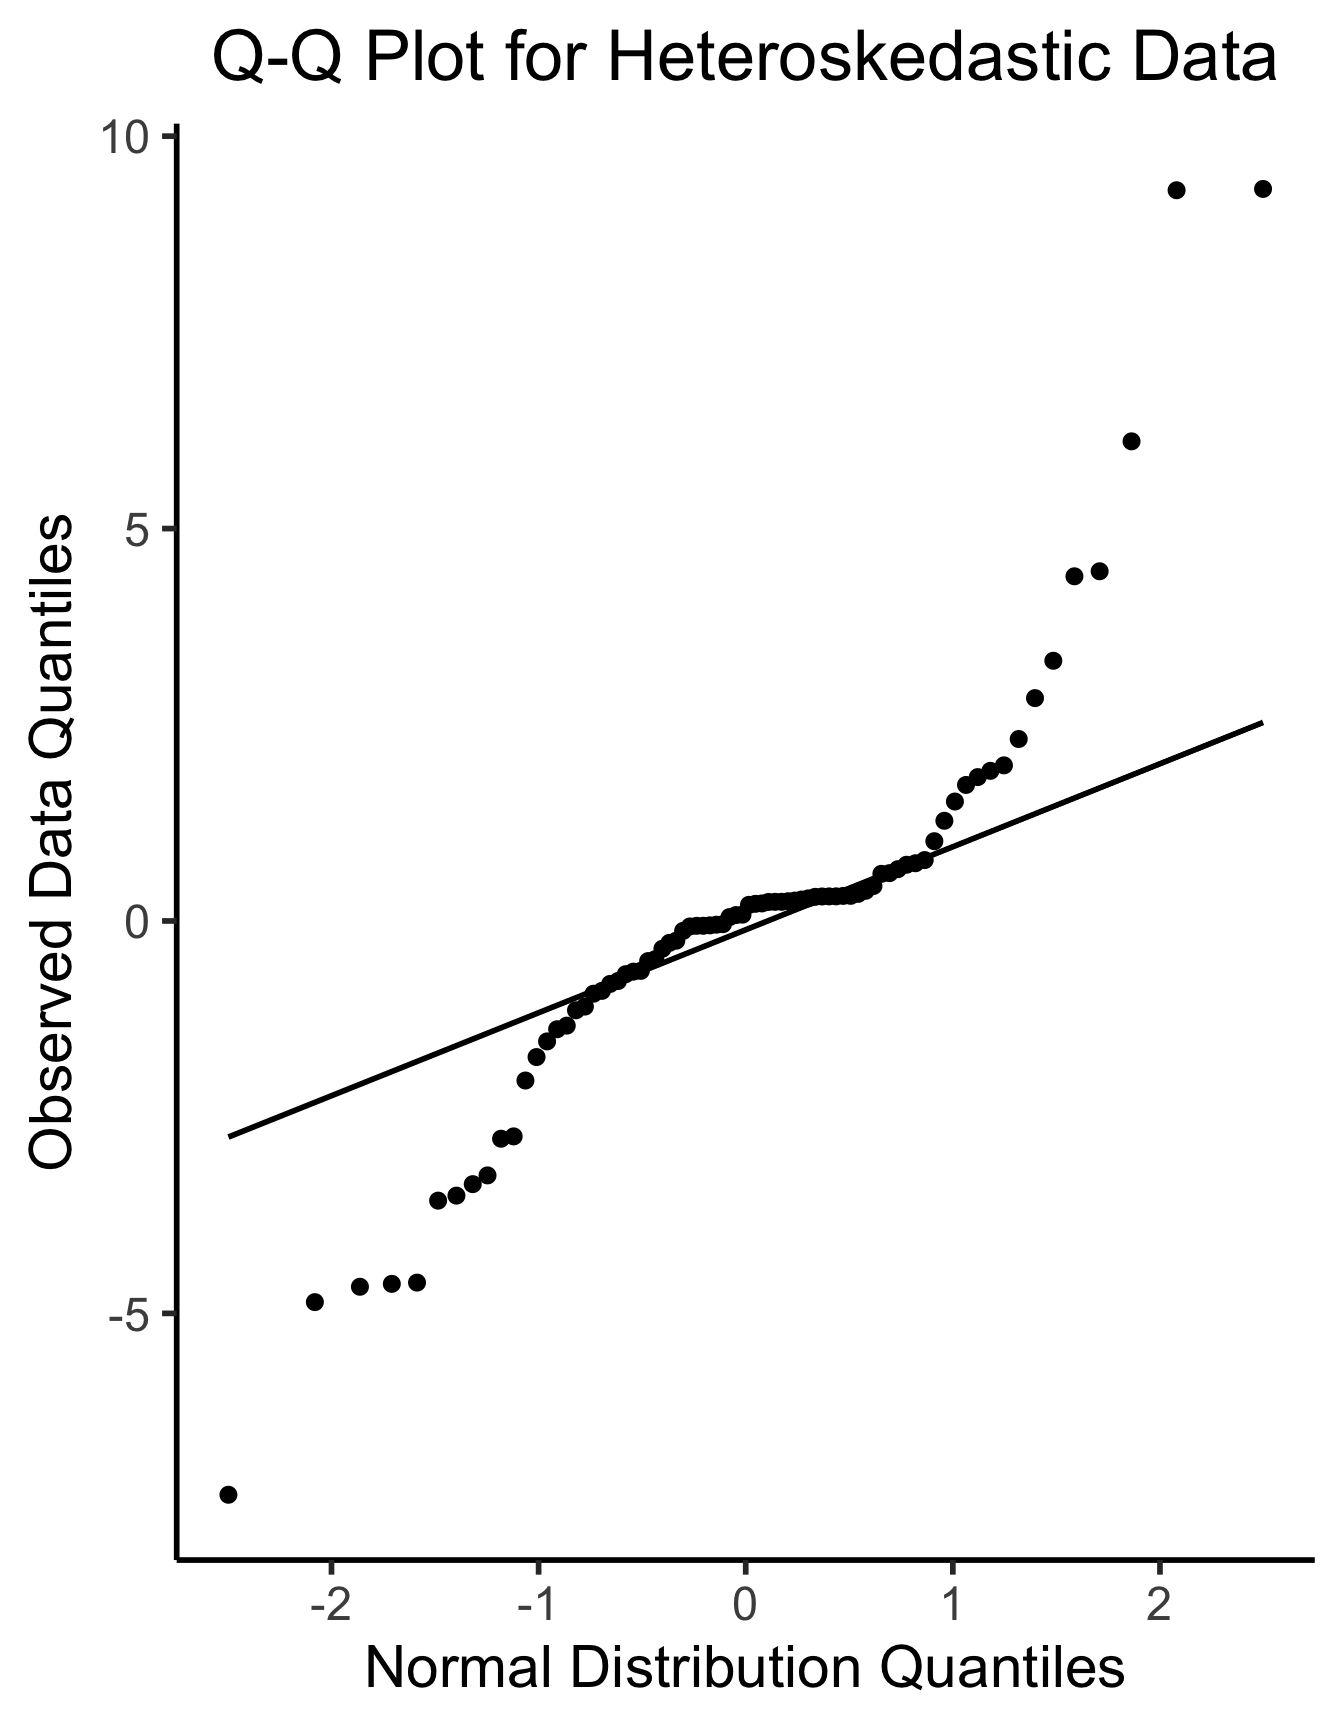 Q-Q Plot for Heteroskedastic Data
10
5
0
-5
Observed Data Quantiles
-2 -1 0 1 2
Normal Distribution Quantiles